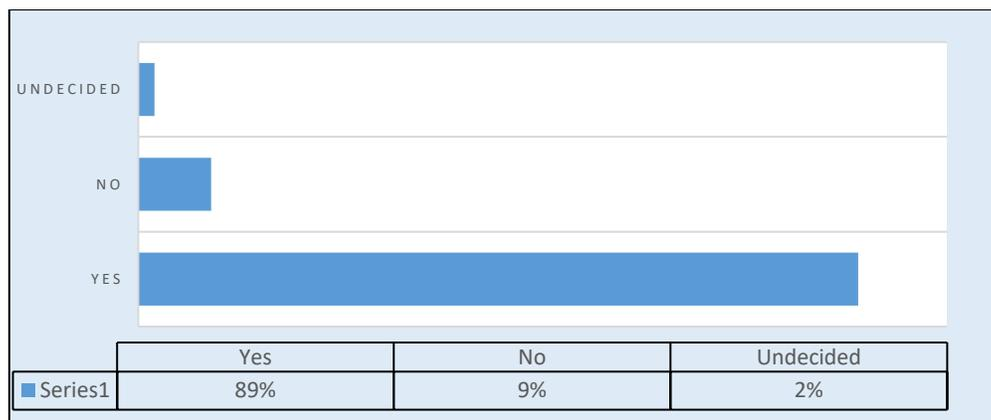 UNDECIDED
NO
YES
Yes No Undecided
Series1 89% 9% 2%